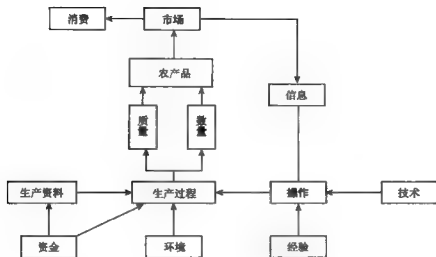 消费
市场
农产品
信息
质量
数量
生产资料
生产过程
操作
技术
资金
环境
经验